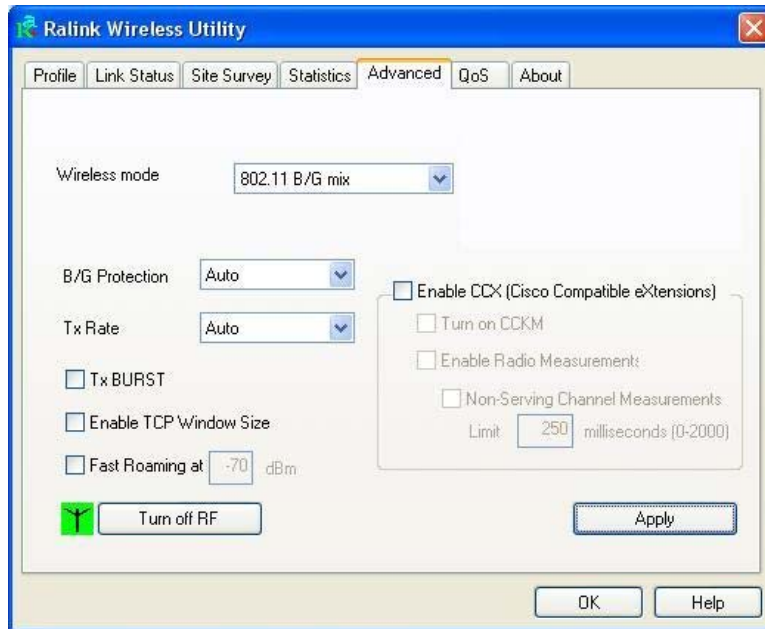 Ralink Wireless Utility
Profile Link Status Site Survey Statistics Advanced QoS About
Wireless mode 802.11 B/G mix
B/G Protection Auto
Tx Rate Auto
Tx BURST
Enable TCP Window Size
Fast Roaming at -70 dBm
Turn off RF
Enable CCX (Cisco Compatible eXtensions)
Turn on CCKM
Enable Radio Measurements
Non-Serving Channel Measurements
Limit 250 milliseconds (0-2000)
Apply
OK Help